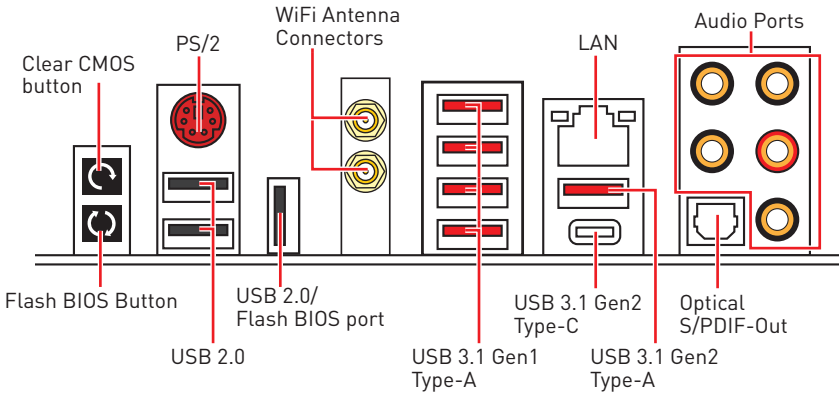 WiFi Antenna
Connectors
Audio Ports
PS/2
LAN
Clear CMOS
button
Flash BIOS Button
USB 2.0/
Flash BIOS port
USB 3.1 Gen2
Type-C
Optical
S/PDIF-Out
USB 2.0
USB 3.1 Gen1
Type-A
USB 3.1 Gen2
Type-A